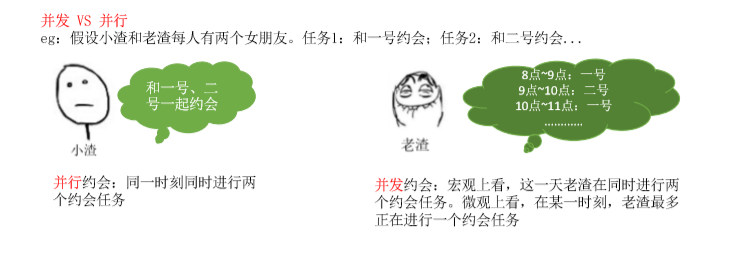 并发 VS 并行
eg：假设小渣和老渣每人有两个女朋友。任务1：和一号约会；任务2：和二号约会...
和一号、二
号一起约会
小渣
并行约会：同一时刻同时进行两
个约会任务
8点~9点：一号
9点~10点：二号
10点~11点：一号
…………
老渣
并发约会：宏观上看，这一天老渣在同时进行两
个约会任务。微观上看，在某一时刻，老渣最多
正在进行一个约会任务